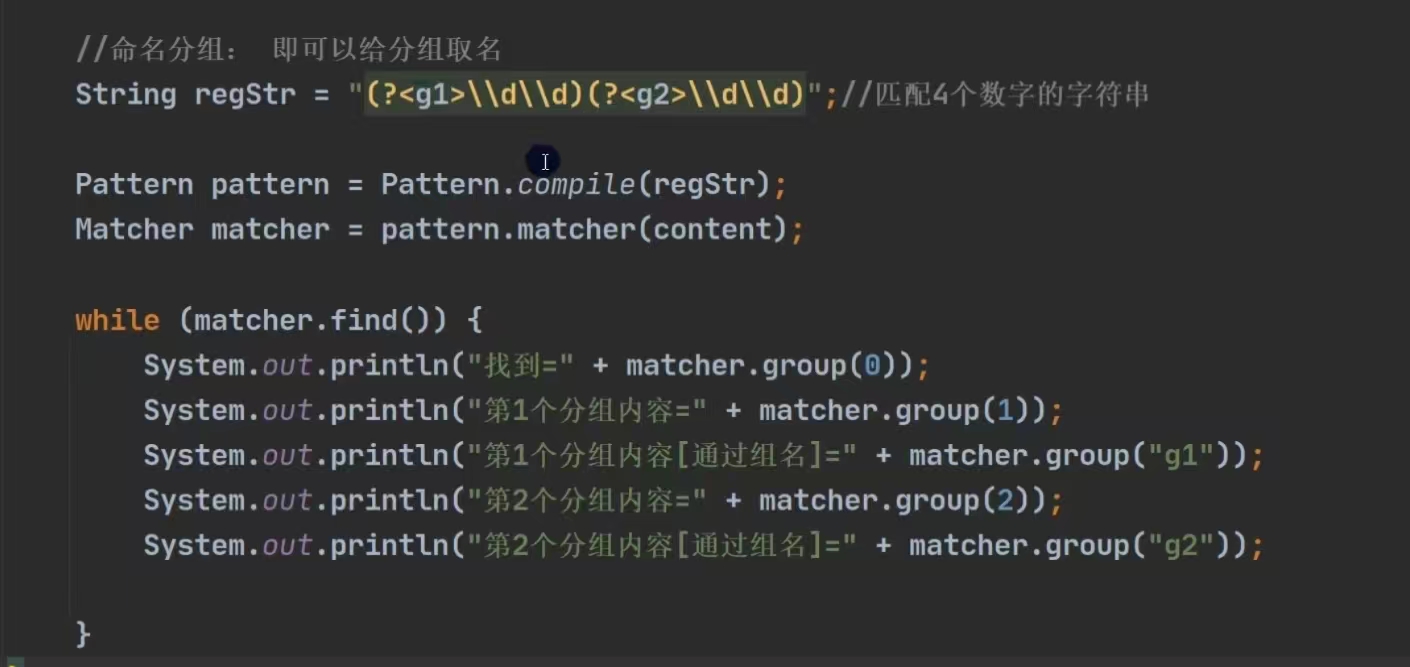 //命名分组： 即可以给分组取名
String regStr = "(?<g1>\\d\\d)(?<g2>\\d\\d)";//匹配4个数字的字符串
Pattern pattern = Pattern.compile(regStr);
Matcher matcher = pattern.matcher(content);
while (matcher.find()) {
System.out.println("找到=" + matcher.group(0));
System.out.println("第1个分组内容=" + matcher.group(1));
System.out.println("第1个分组内容[通过组名]=" + matcher.group("g1"));
System.out.println("第2个分组内容=" + matcher.group(2));
System.out.println("第2个分组内容[通过组名]=" + matcher.group("g2"));
}